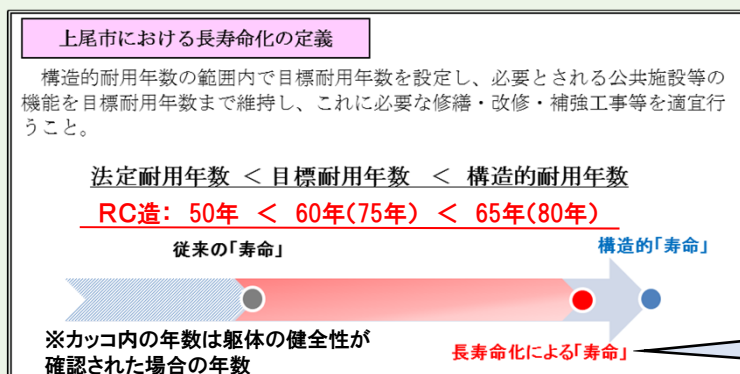 上尾市における長寿命化の定義
構造的耐用年数の範囲内で目標耐用年数を設定し、必要とされる公共施設等の
機能を目標耐用年数まで維持し、これに必要な修繕・改修・補強工事等を適宜行
うこと。
法定耐用年数 < 目標耐用年数 < 構造的耐用年数
RC造: 50年 < 60年(75年) < 65年(80年)
従来の「寿命」
構造的「寿命」
※カッコ内の年数は躯体の健全性が
確認された場合の年数
長寿命化による「寿命」